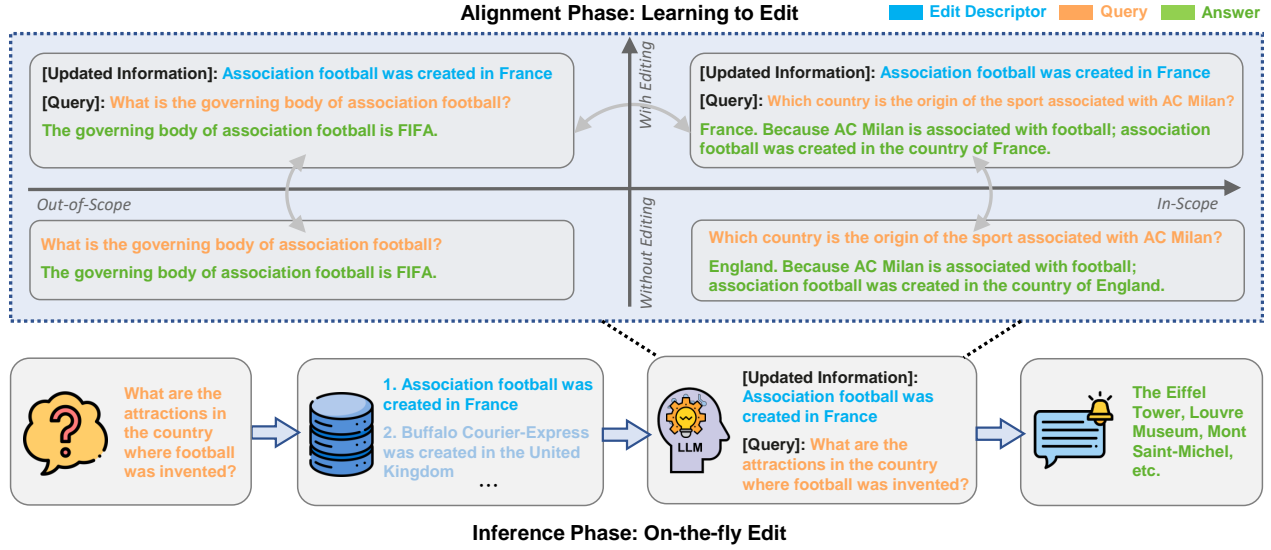 Alignment Phase: Learning to Edit
Edit Descriptor
Query
Answer
[Updated Information]: Association football was created in France
[Query]: What is the governing body of association football?
The governing body of association football is FIFA.
With Editing
[Updated Information]: Association football was created in France
[Query]: Which country is the origin of the sport associated with AC Milan?
France. Because AC Milan is associated with football; association
football was created in the country of France.
Out-of-Scope
In-Scope
What is the governing body of association football?
The governing body of association football is FIFA.
Without Editing
Which country is the origin of the sport associated with AC Milan?
England. Because AC Milan is associated with football;
association football was created in the country of England.
What are the
attractions in
the country
where football
was invented?
1. Association football was
created in France
2. Buffalo Courier-Express
was created in the United
Kingdom
...
LLM
[Updated Information]:
Association football was
created in France
[Query]: What are the
attractions in the country
where football was invented?
The Eiffel
Tower, Louvre
Museum, Mont
Saint-Michel,
etc.
Inference Phase: On-the-fly Edit